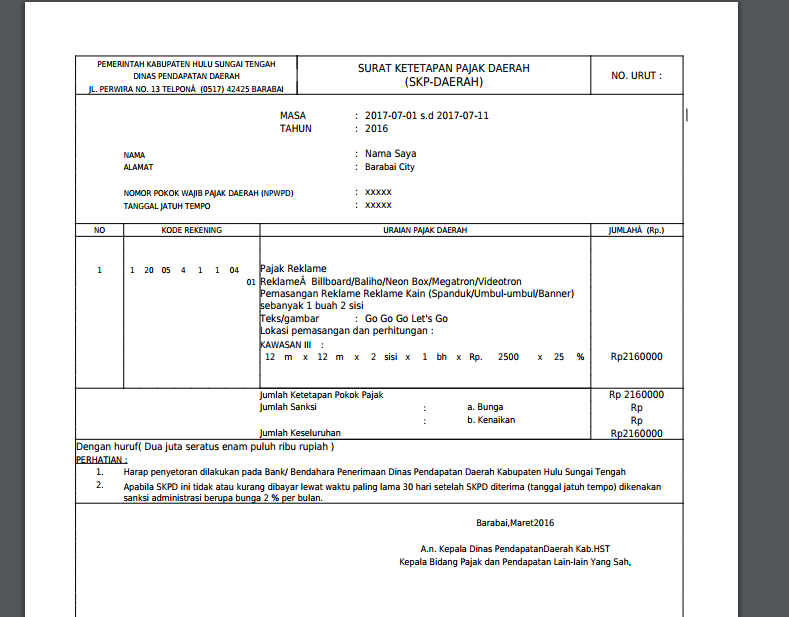 PEMERINTAH KABUPATEN HULU SUNGAI TENGAH
DINAS PENDAPATAN DAERAH
JL. PERWIRA NO. 13 TELPONÂ (0517) 42425 BARABAI
SURAT KETETAPAN PAJAK DAERAH
(SKP-DAERAH)
NO. URUT :
MASA : 2017-07-01 s.d 2017-07-11
TAHUN : 2016
NAMA : Nama Saya
ALAMAT : Barabai City
NOMOR POKOK WAJIB PAJAK DAERAH (NPWPD) : xxxxx
TANGGAL JATUH TEMPO : xxxxx
NO KODE REKENING URAIAN PAJAK DAERAH JUMLAHÂ (Rp.)
1 1 20 05 4 1 1 04 Pajak Reklame
01 ReklameÂ Billboard/Baliho/Neon Box/Megatron/Videotron
Pemasangan Reklame Reklame Kain (Spanduk/Umbul-umbul/Banner)
sebanyak 1 buah 2 sisi
Teks/gambar : Go Go Go Let's Go
Lokasi pemasangan dan perhitungan :
KAWASAN III :
12 m x 12 m x 2 sisi x 1 bh x Rp. 2500 x 25 % Rp2160000
Jumlah Ketetapan Pokok Pajak Rp 2160000
Jumlah Sanksi : a. Bunga Rp
: b. Kenaikan Rp
Jumlah Keseluruhan Rp2160000
Dengan huruf( Dua juta seratus enam puluh ribu rupiah )
PERHATIAN :
1. Harap penyetoran dilakukan pada Bank/ Bendahara Penerimaan Dinas Pendapatan Daerah Kabupaten Hulu Sungai Tengah
2. Apabila SKPD ini tidak atau kurang dibayar lewat waktu paling lama 30 hari setelah SKPD diterima (tanggal jatuh tempo) dikenakan
sanksi administrasi berupa bunga 2 % per bulan.
Barabai,Maret2016
A.n. Kepala Dinas PendapatanDaerah Kab.HST
Kepala Bidang Pajak dan Pendapatan Lain-lain Yang Sah,